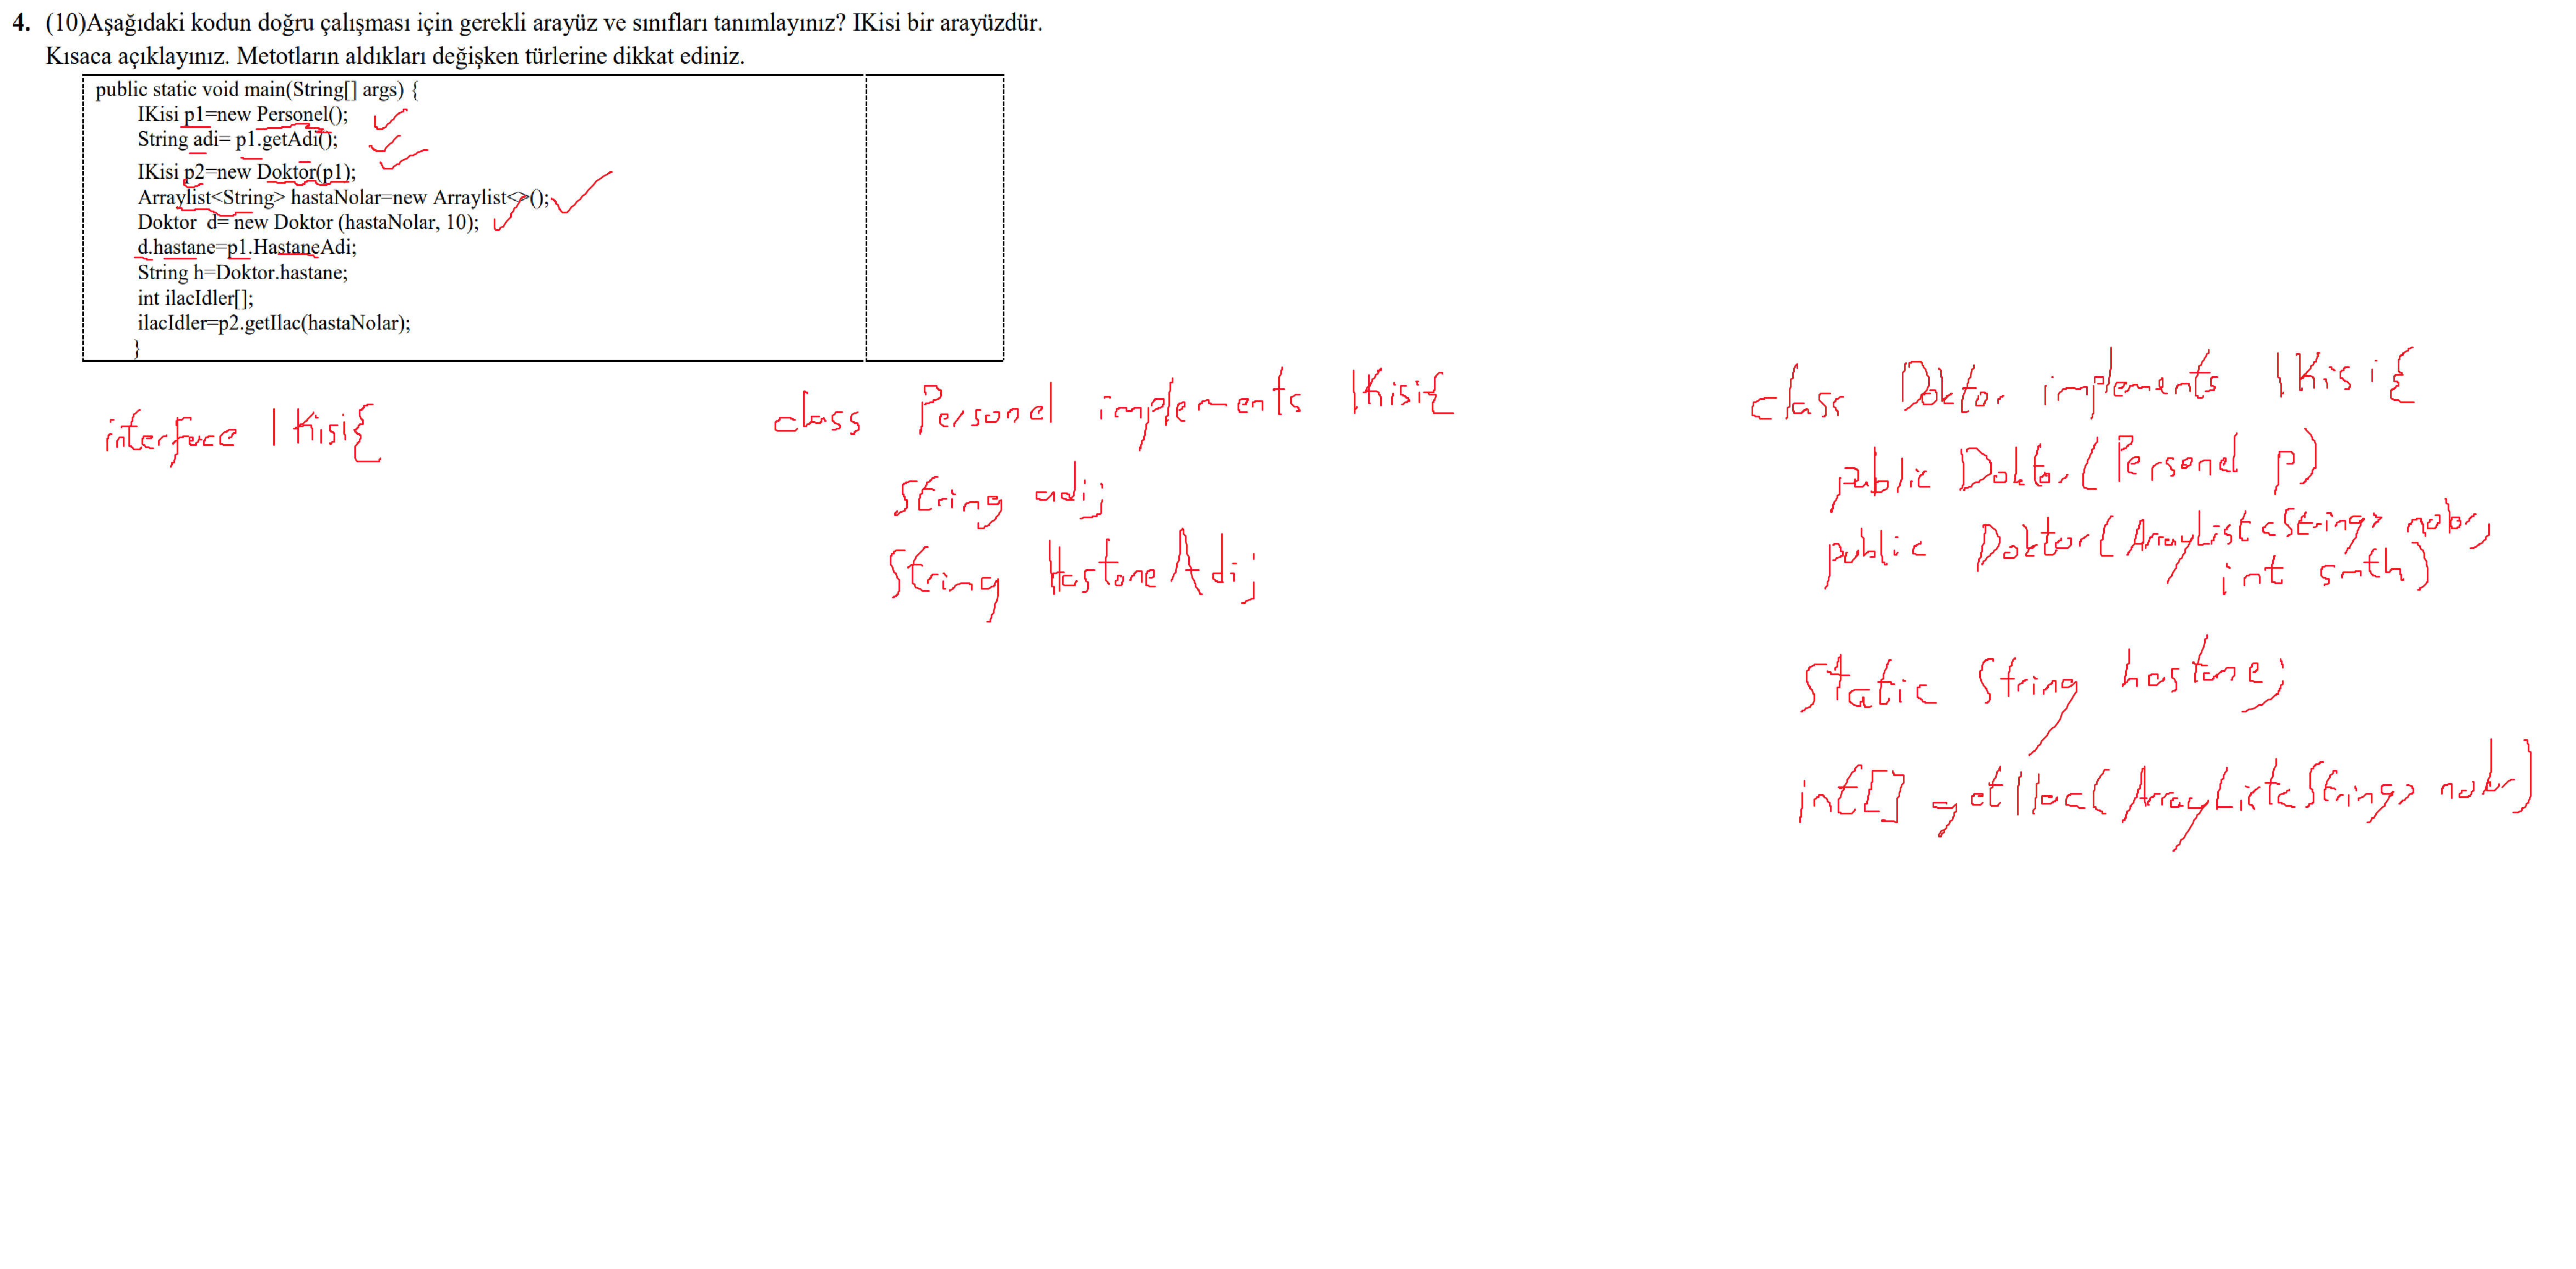 4. (10)Aşağıdaki kodun doğru çalışması için gerekli arayüz ve sınıfları tanımlayınız? IKisi bir arayüzdür.
Kısaca açıklayınız. Metotların aldıkları değişken türlerine dikkat ediniz.
public static void main(String[] args) {
IKisi p1=new Personel();
String adi= p1.getAdi();
IKisi p2=new Doktor(p1);
Arraylist<String> hastaNolar=new Arraylist<>();
Doktor d= new Doktor (hastaNolar, 10);
d.hastane=p1.HastaneAdi;
String h=Doktor.hastane;
int ilacIdler[];
ilacIdler=p2.getIlac(hastaNolar);
}
interface IKisi{
class Personel implements IKisi{
String adi;
String HastaneAdi;
class Doktor implements IKisi{
public Doktor(Personel p)
public Doktor(ArrayList<String> nolar,
int smth)
static String hastane;
int[] getIlac(ArrayList<String> nolar)